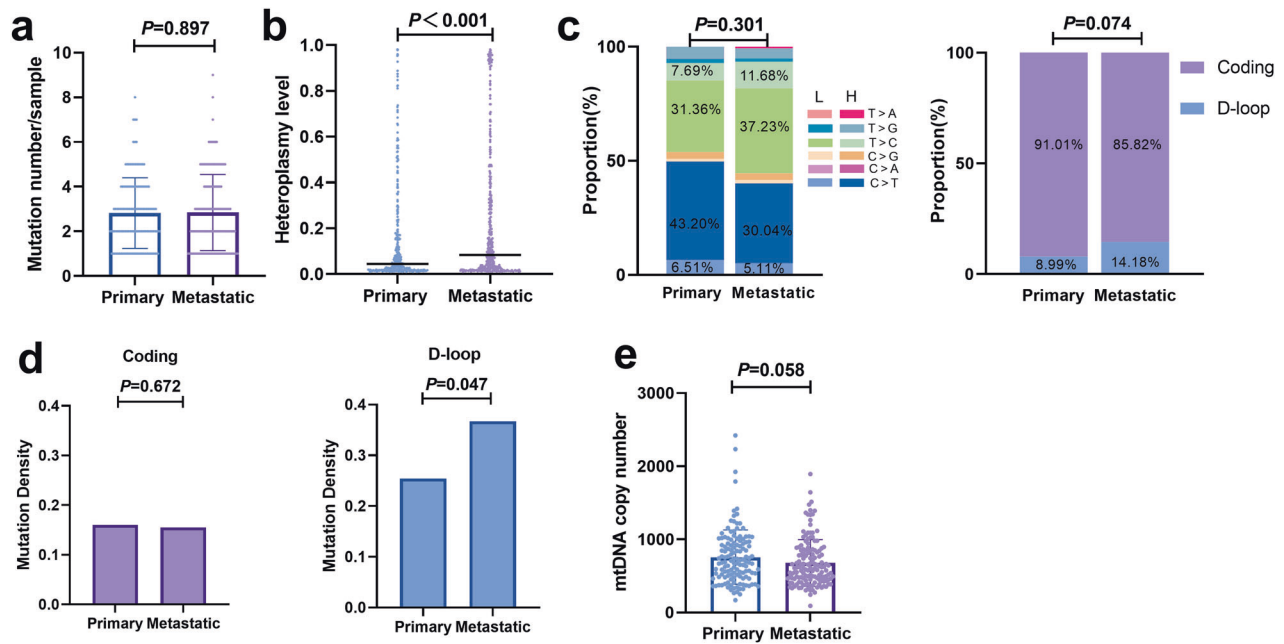 a
P=0.897
Mutation number/sample
10
8
6
4
2
0
Primary Metastatic
b
P＜0.001
Heteroplasmy level
1.0
0.8
0.6
0.4
0.2
0.0
Primary Metastatic
c
P=0.301
Proportion(%)
100
50
0
7.69%
11.68%
31.36%
37.23%
43.20%
30.04%
6.51%
5.11%
Primary Metastatic
L H
T>A
T>G
T>C
C>G
C>A
C>T
P=0.074
Proportion(%)
100
50
0
91.01%
85.82%
8.99%
14.18%
Primary Metastatic
Coding
D-loop
d
Coding
P=0.672
Mutation Density
0.4
0.3
0.2
0.1
0.0
Primary Metastatic
D-loop
P=0.047
Mutation Density
0.4
0.3
0.2
0.1
0.0
Primary Metastatic
e
P=0.058
mtDNA copy number
3000
2000
1000
0
Primary Metastatic